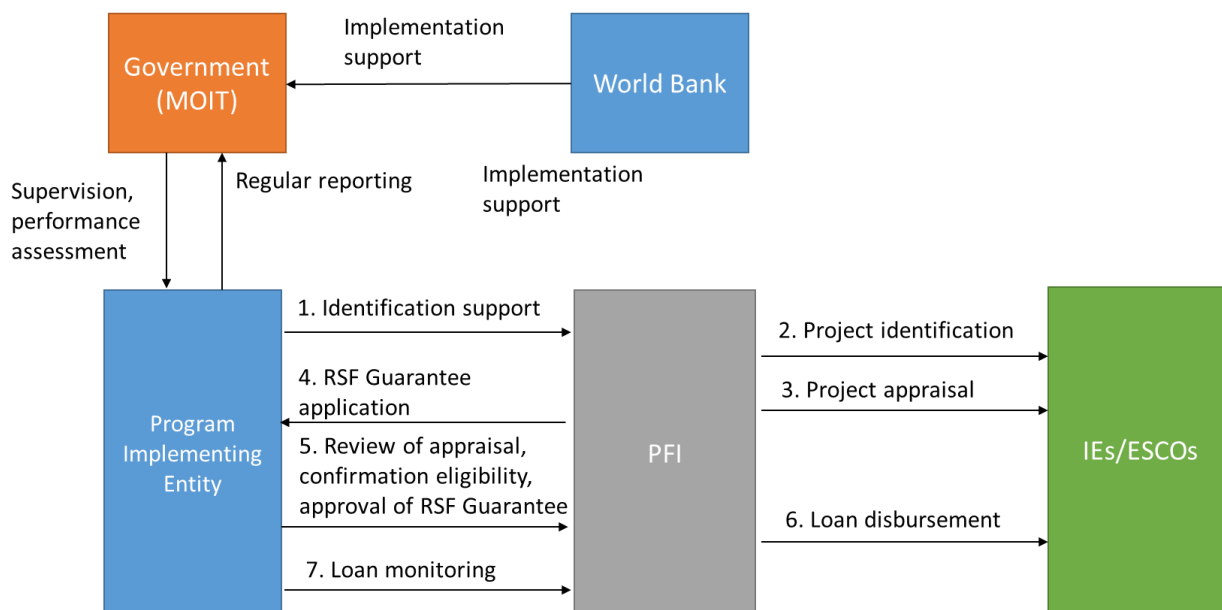 Implementation
support
Government
(MOIT)
World Bank
Supervision,
performance
assessment
Regular reporting
Implementation
support
1. Identification support
2. Project identification
4. RSF Guarantee
application
3. Project appraisal
Program
Implementing
Entity
5. Review of appraisal,
confirmation eligibility,
approval of RSF Guarantee
PFI
IEs/ESCOs
6. Loan disbursement
7. Loan monitoring